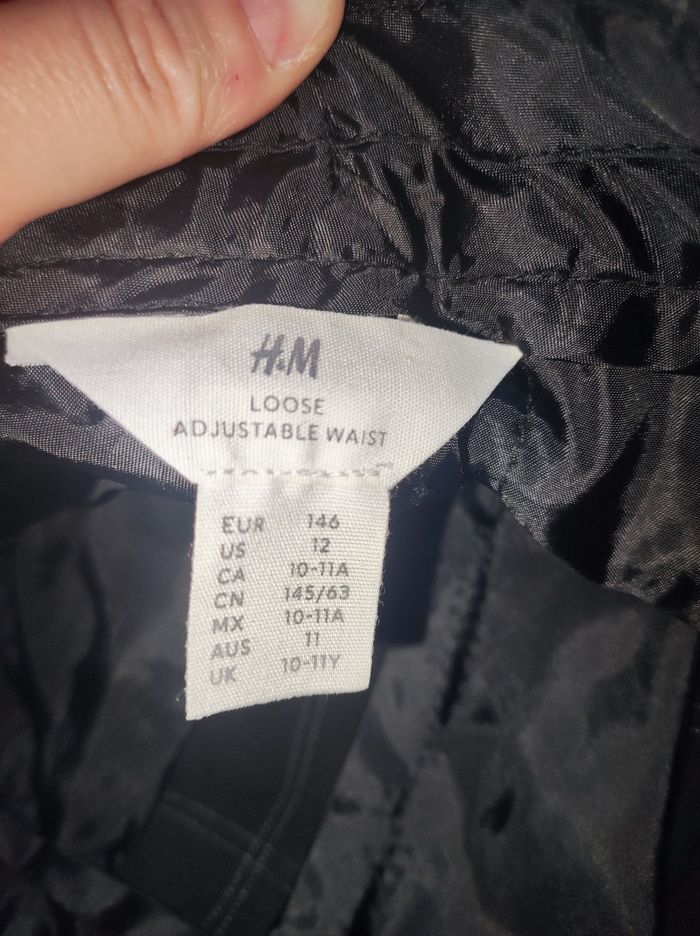 H&M
LOOSE
ADJUSTABLE WAIST
EUR 146
US 12
CA 10-11A
CN 145/63
MX 10-11A
AUS 11
UK 10-11Y